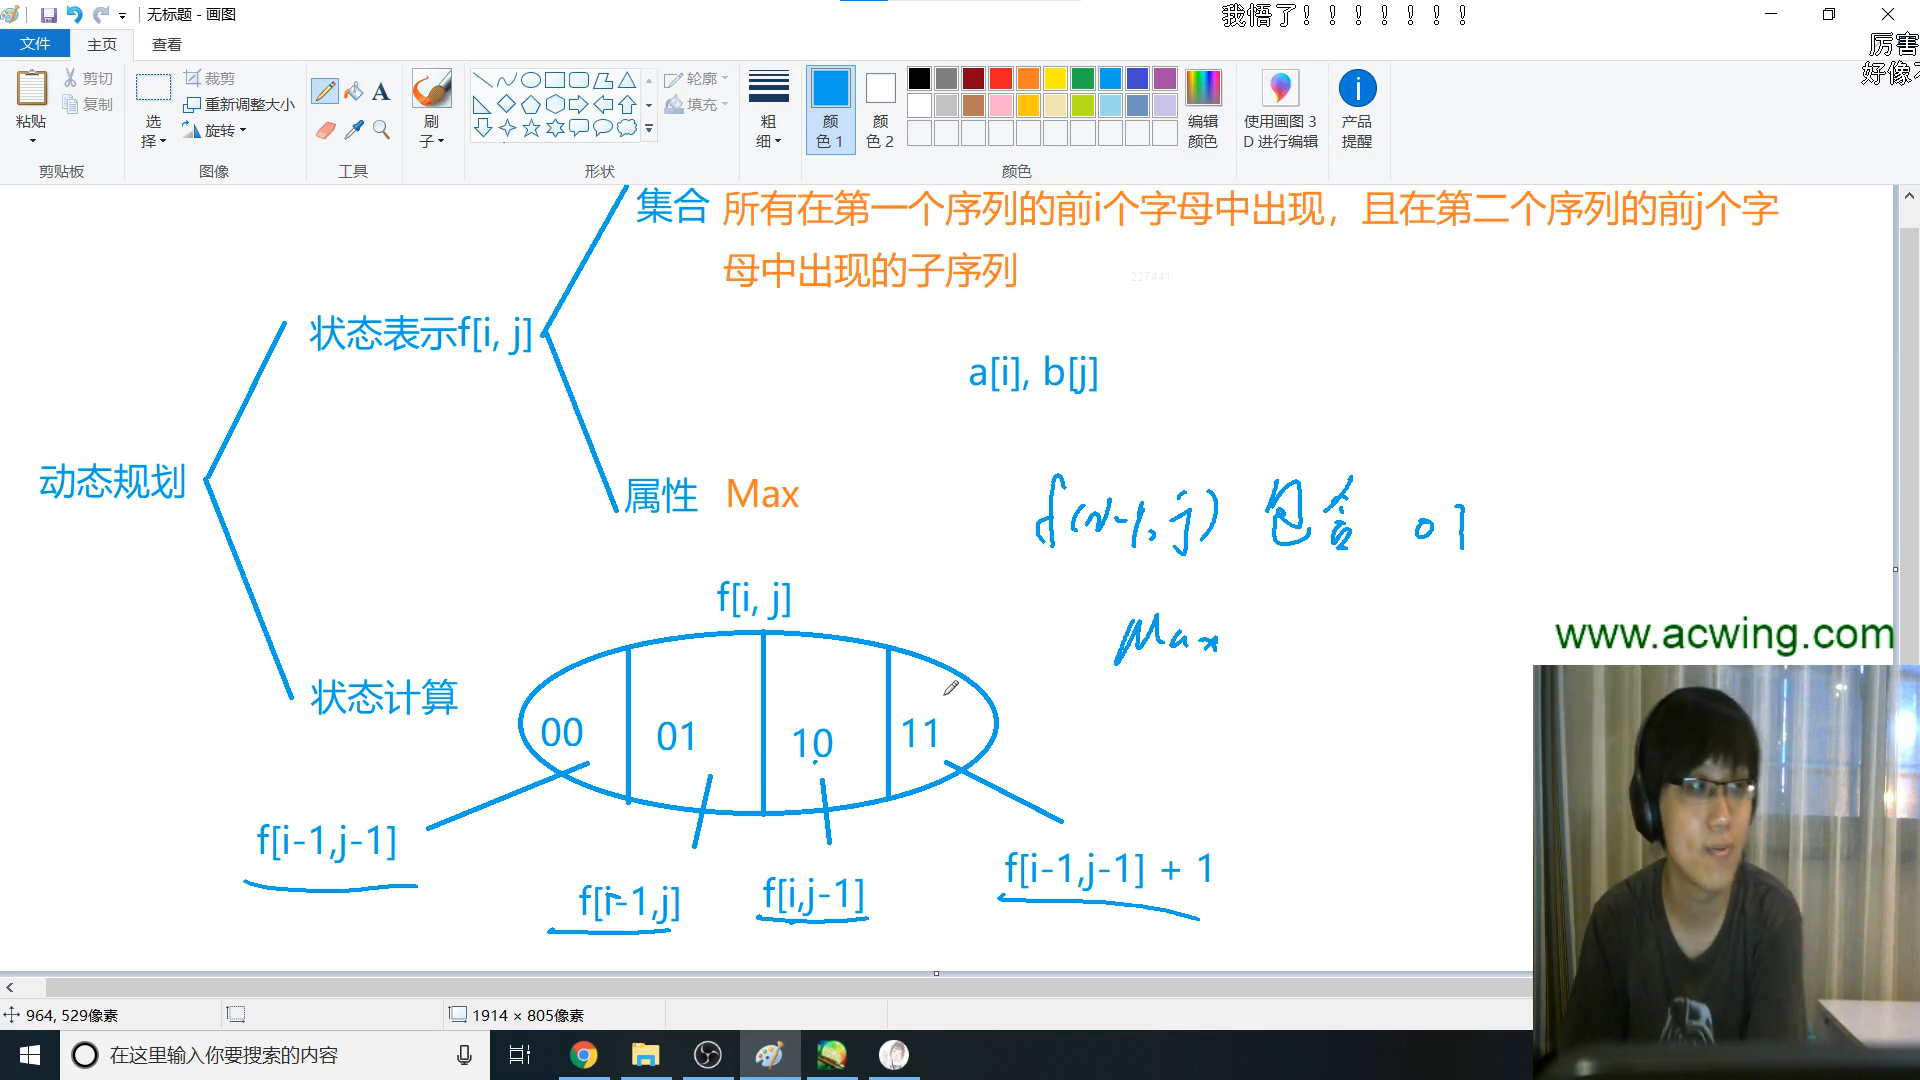 无标题 - 画图
我悟了！！！！！！！
厉害
文件 主页 查看
剪切
复制
粘贴
剪贴板
选择
裁剪
重新调整大小
旋转
图像
工具
刷子
形状
轮廓
填充
粗细
颜色 1
颜色 2
颜色
编辑颜色
使用画图 3D 进行编辑
产品提醒
集合 所有在第一个序列的前i个字母中出现，且在第二个序列的前j个字
母中出现的子序列
227441
状态表示f[i, j]
a[i], b[j]
动态规划
属性 Max
f(i-1, j) 包含 01
f[i, j]
Max
www.acwing.com
状态计算
00 01 10 11
f[i-1,j-1]
f[i-1,j]
f[i,j-1]
f[i-1,j-1] + 1
964, 529像素
1914 × 805像素
在这里输入你要搜索的内容